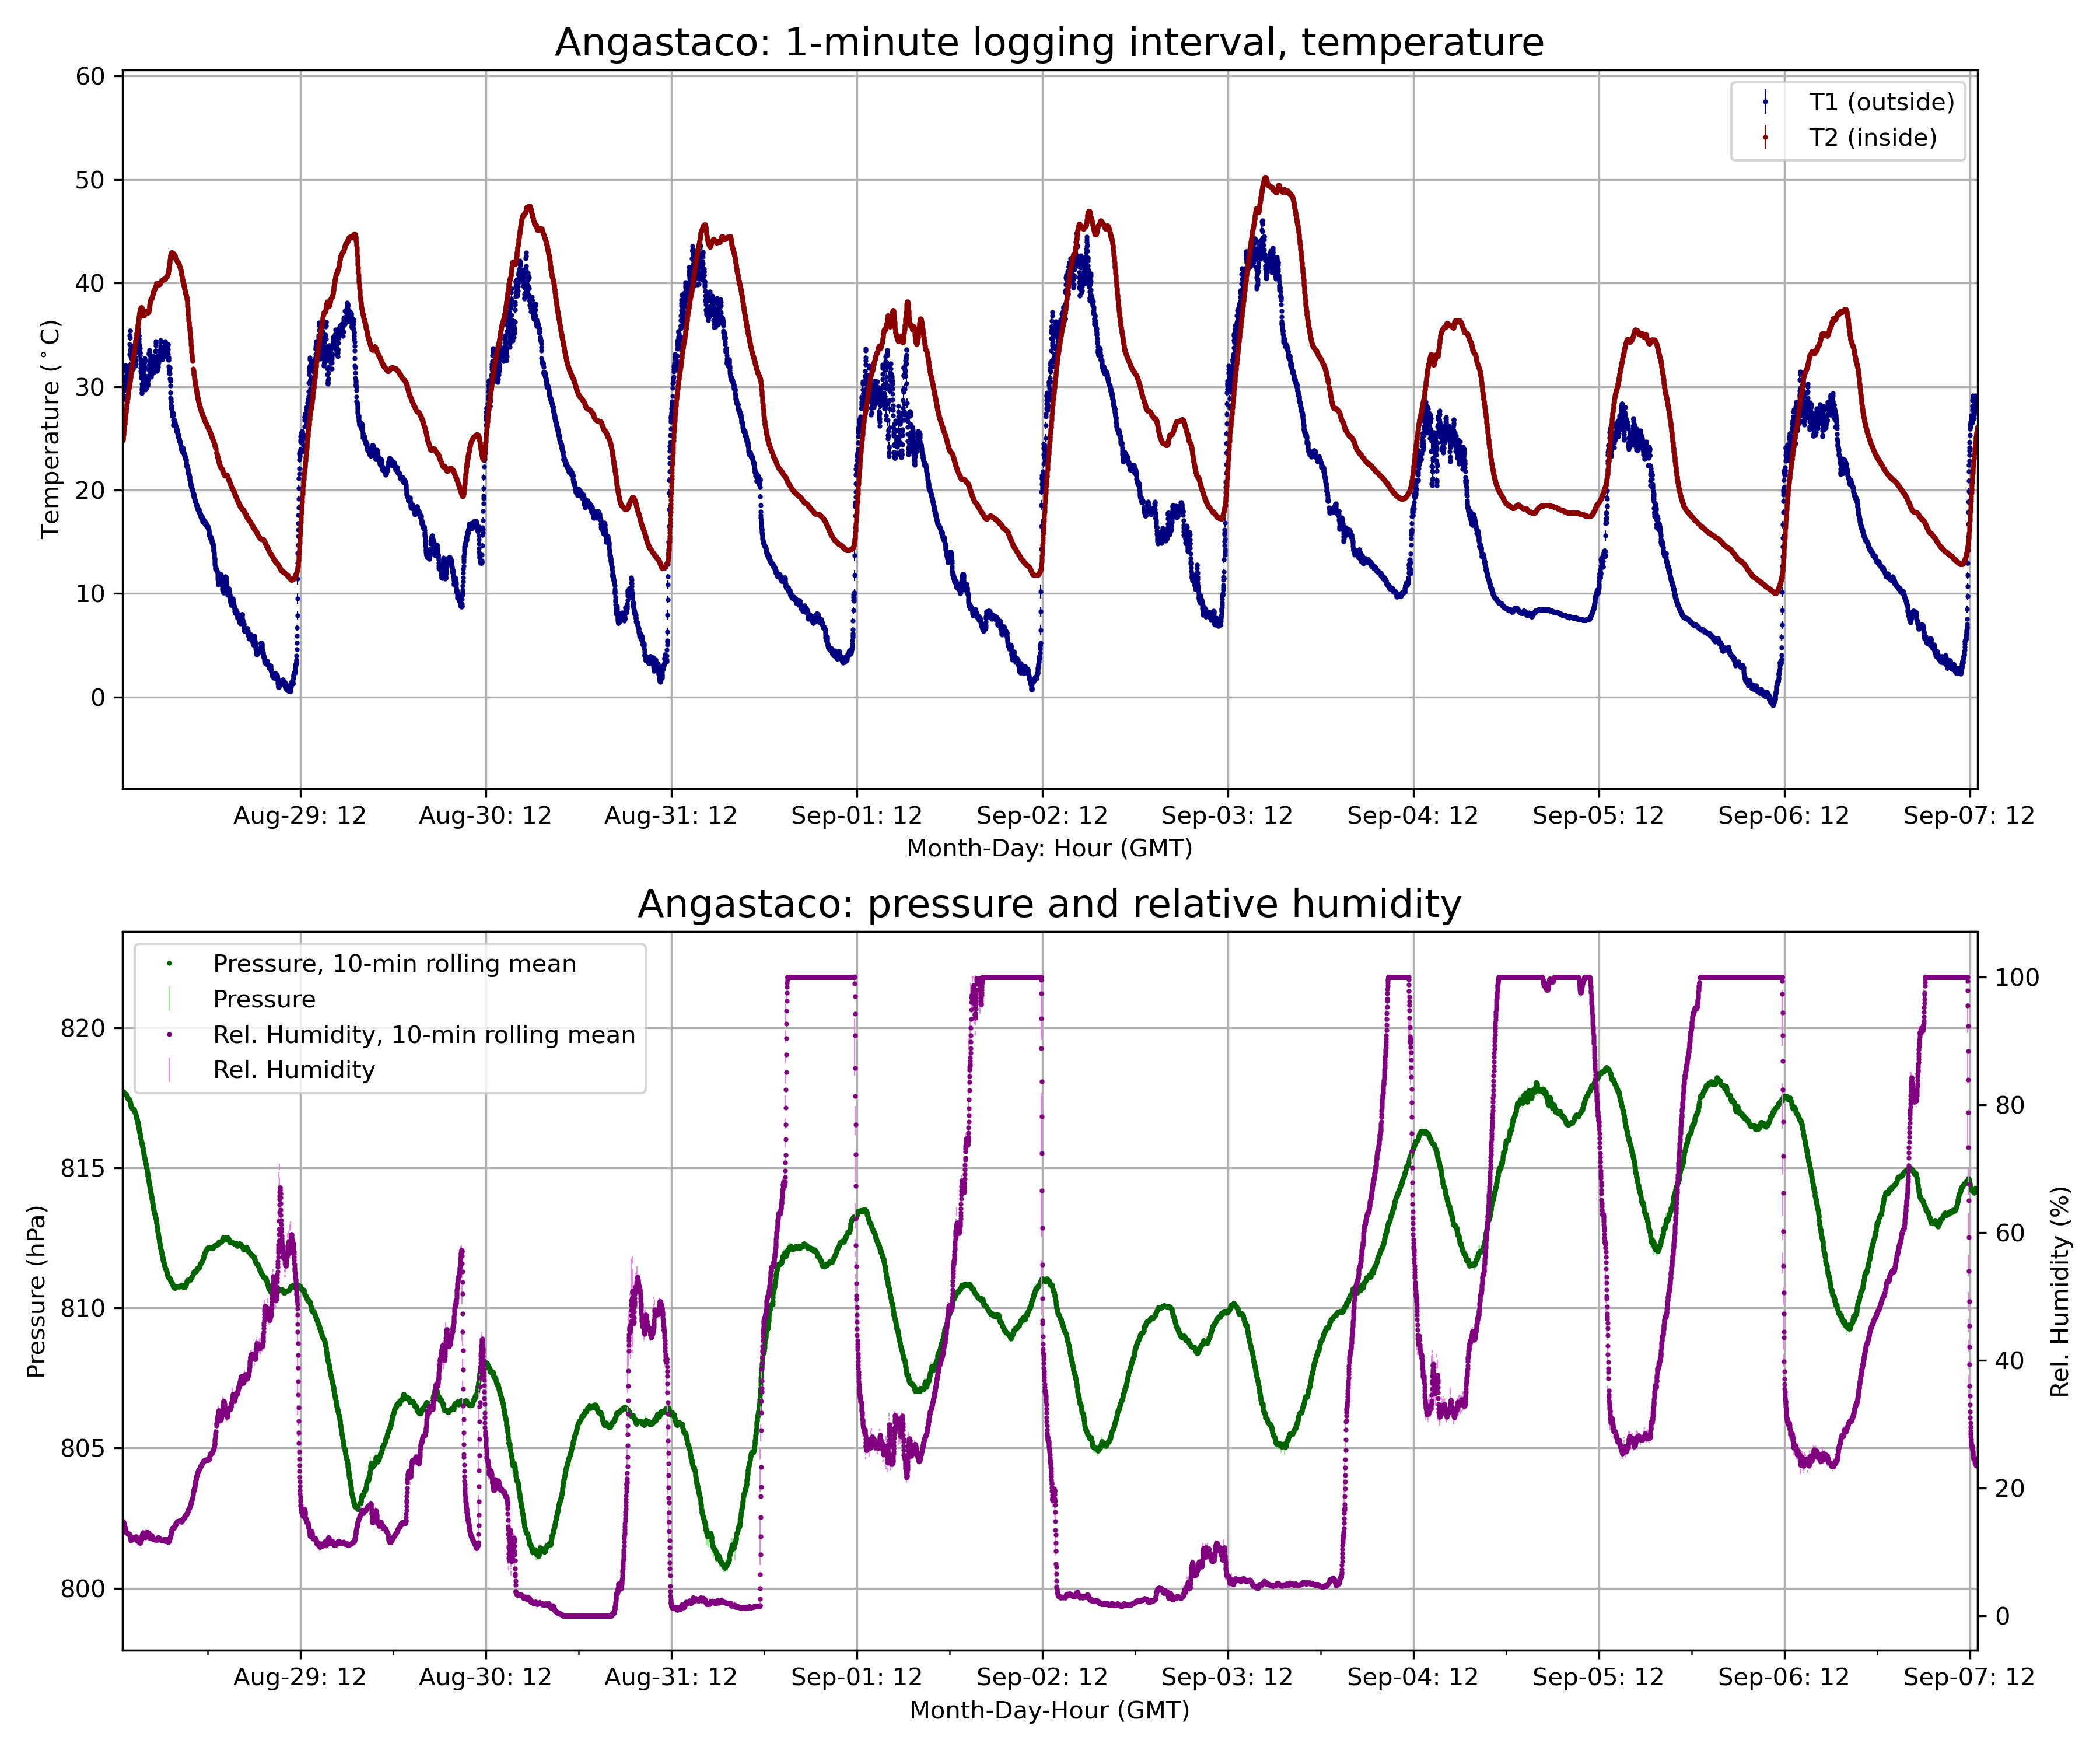 Angastaco: 1-minute logging interval, temperature
60
50
40
30
20
10
0
Temperature (°C)
T1 (outside)
T2 (inside)
Aug-29: 12 Aug-30: 12 Aug-31: 12 Sep-01: 12 Sep-02: 12 Sep-03: 12 Sep-04: 12 Sep-05: 12 Sep-06: 12 Sep-07: 12
Month-Day: Hour (GMT)
Angastaco: pressure and relative humidity
Pressure, 10-min rolling mean
Pressure
Rel. Humidity, 10-min rolling mean
Rel. Humidity
820
815
810
805
800
Pressure (hPa)
100
80
60
40
20
0
Rel. Humidity (%)
Aug-29: 12 Aug-30: 12 Aug-31: 12 Sep-01: 12 Sep-02: 12 Sep-03: 12 Sep-04: 12 Sep-05: 12 Sep-06: 12 Sep-07: 12
Month-Day-Hour (GMT)